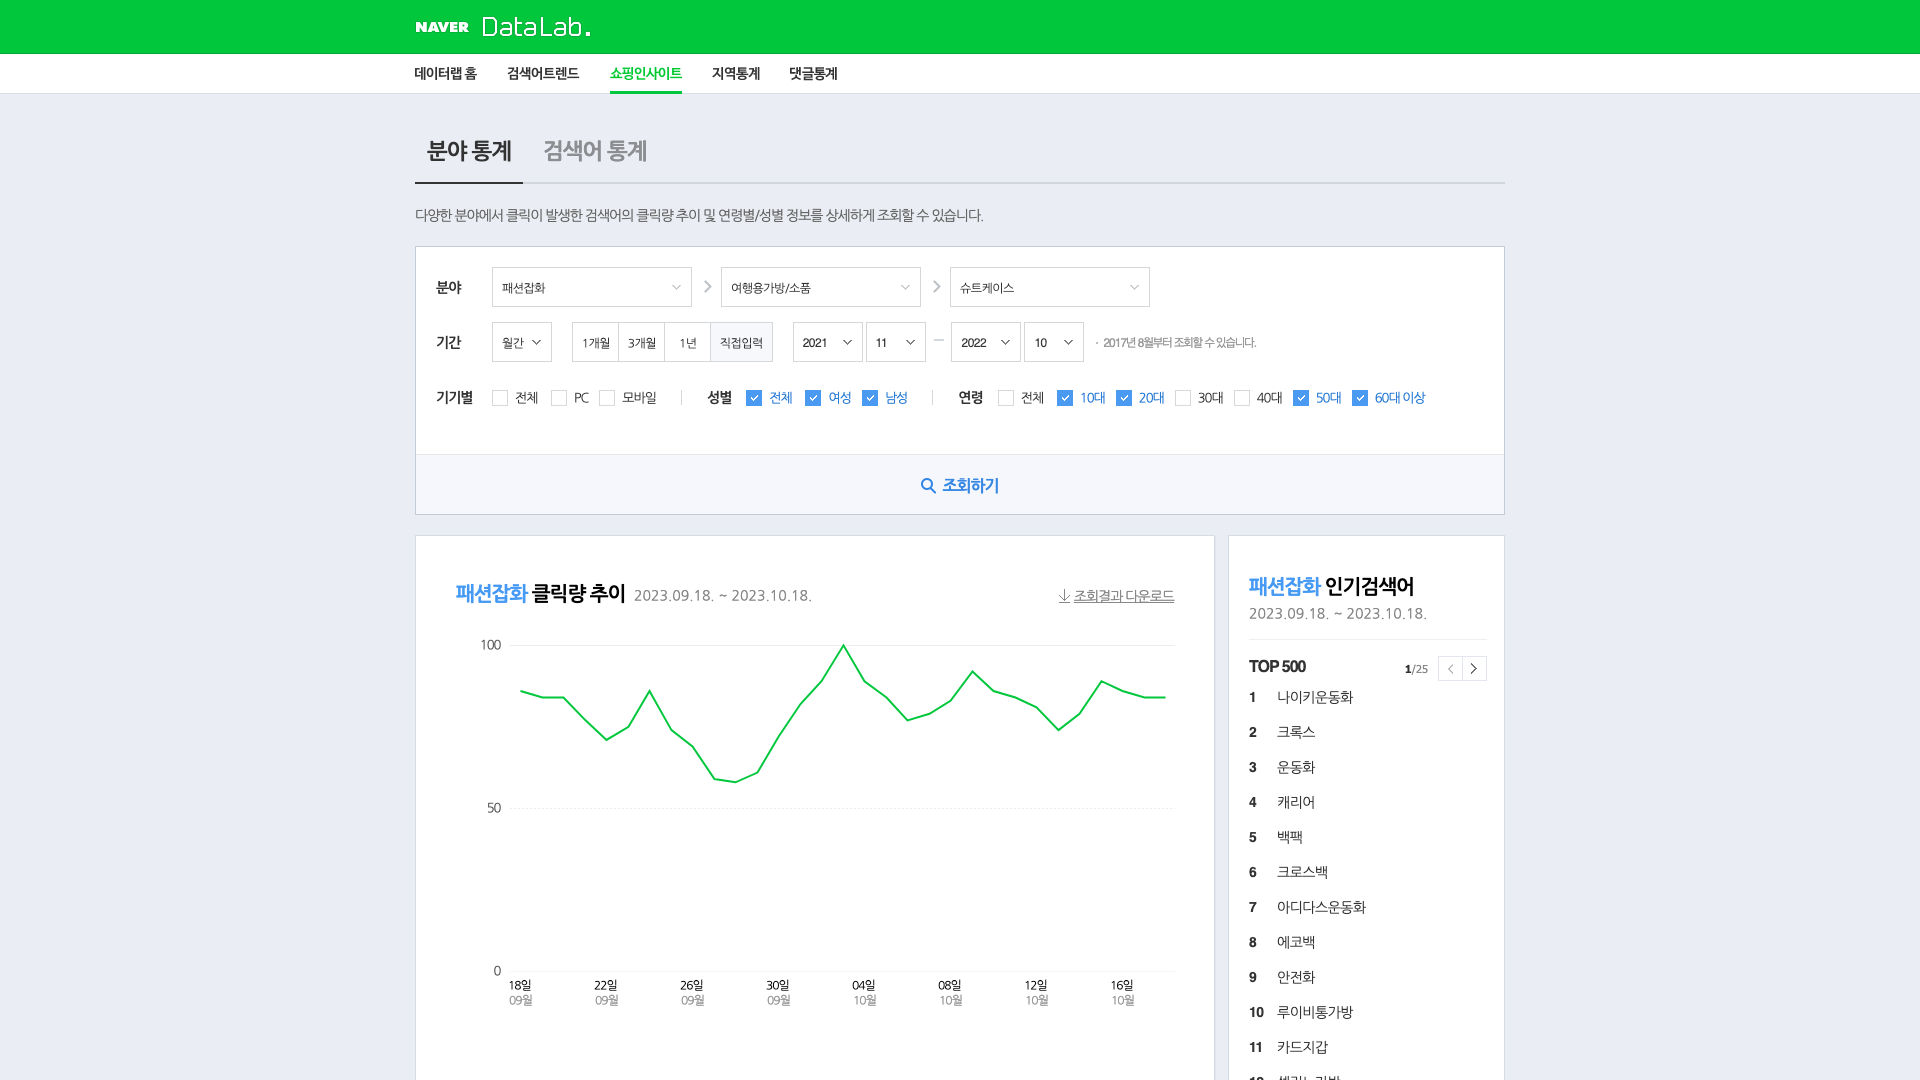 NAVER DataLab.
데이터랩 홈 검색어트렌드 쇼핑인사이트 지역통계 댓글통계
분야 통계 검색어 통계
다양한 분야에서 클릭이 발생한 검색어의 클릭량 추이 및 연령별/성별 정보를 상세하게 조회할 수 있습니다.
분야 패션잡화 여행용가방/소품 슈트케이스
기간 월간 1개월 3개월 1년 직접입력 2021 11 2022 10 · 2017년 8월부터 조회할 수 있습니다.
기기별 전체 PC 모바일 성별 전체 여성 남성 연령 전체 10대 20대 30대 40대 50대 60대 이상
조회하기
패션잡화 클릭량 추이 2023.09.18. ~ 2023.10.18. 조회결과 다운로드
100
50
0
18일 22일 26일 30일 04일 08일 12일 16일
09월 09월 09월 09월 10월 10월 10월 10월
패션잡화 인기검색어
2023.09.18. ~ 2023.10.18.
TOP 500 1/25
1 나이키운동화
2 크록스
3 운동화
4 캐리어
5 백팩
6 크로스백
7 아디다스운동화
8 에코백
9 안전화
10 루이비통가방
11 카드지갑